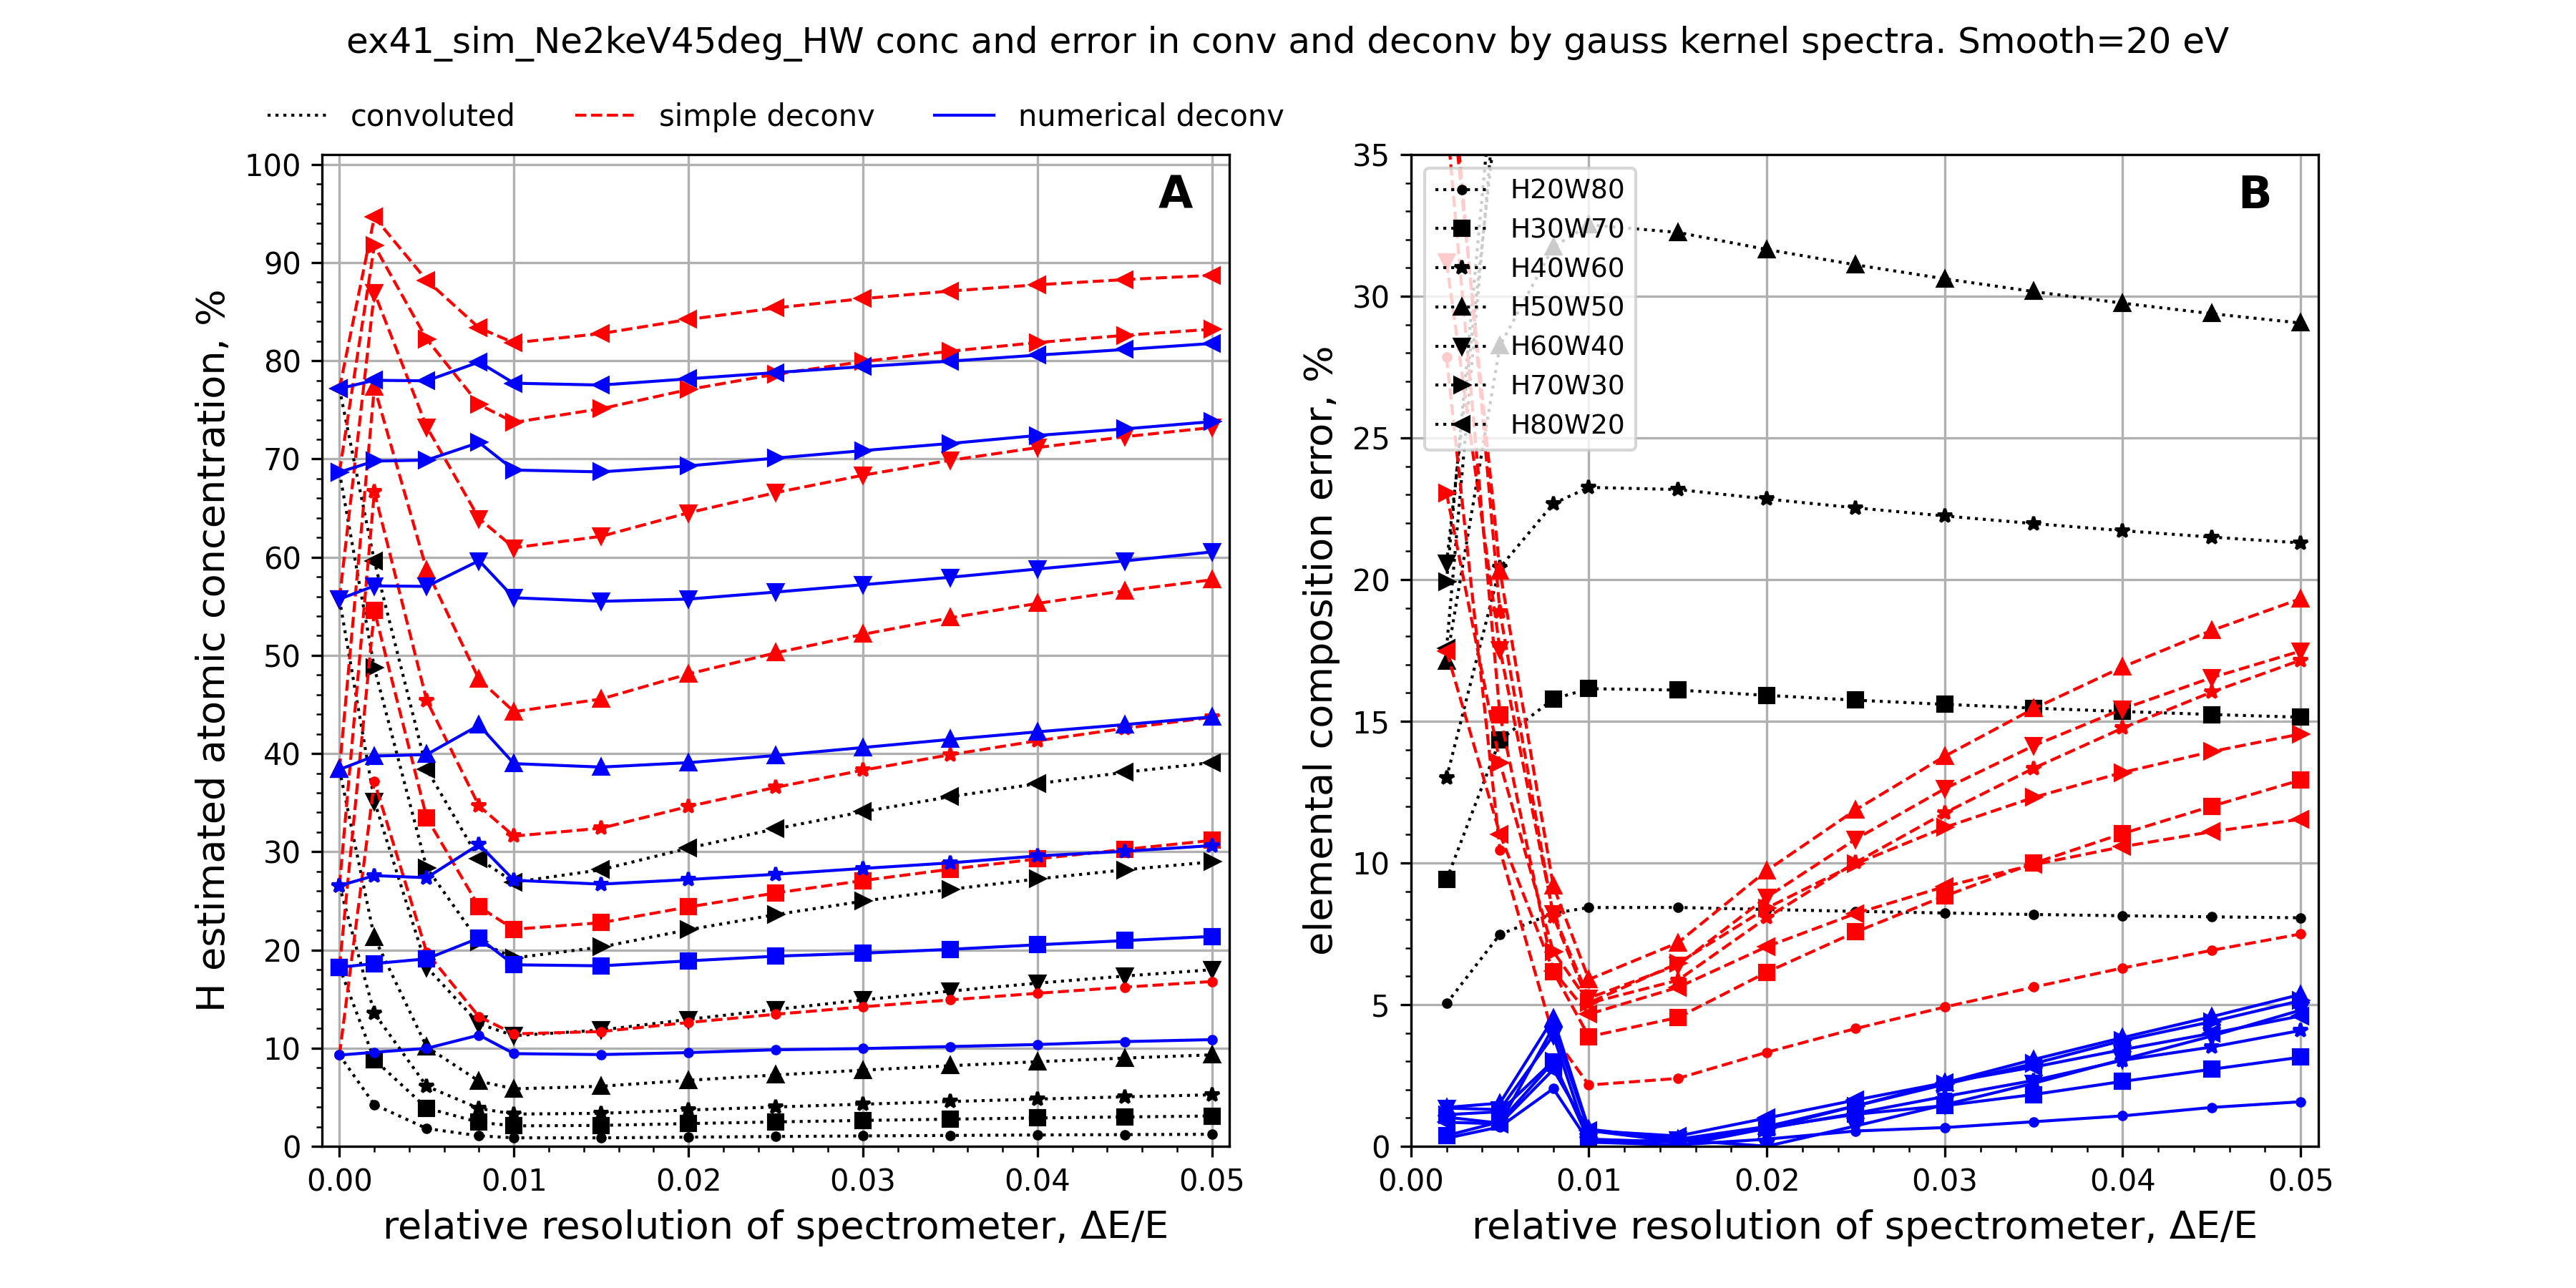 ex41_sim_Ne2keV45deg_HW conc and error in conv and deconv by gauss kernel spectra. Smooth=20 eV
convoluted simple deconv numerical deconv
A
H estimated atomic concentration, %
100
90
80
70
60
50
40
30
20
10
0
0.00 0.01 0.02 0.03 0.04 0.05
relative resolution of spectrometer, ΔE/E
B
H20W80
H30W70
H40W60
H50W50
H60W40
H70W30
H80W20
elemental composition error, %
35
30
25
20
15
10
5
0
0.00 0.01 0.02 0.03 0.04 0.05
relative resolution of spectrometer, ΔE/E